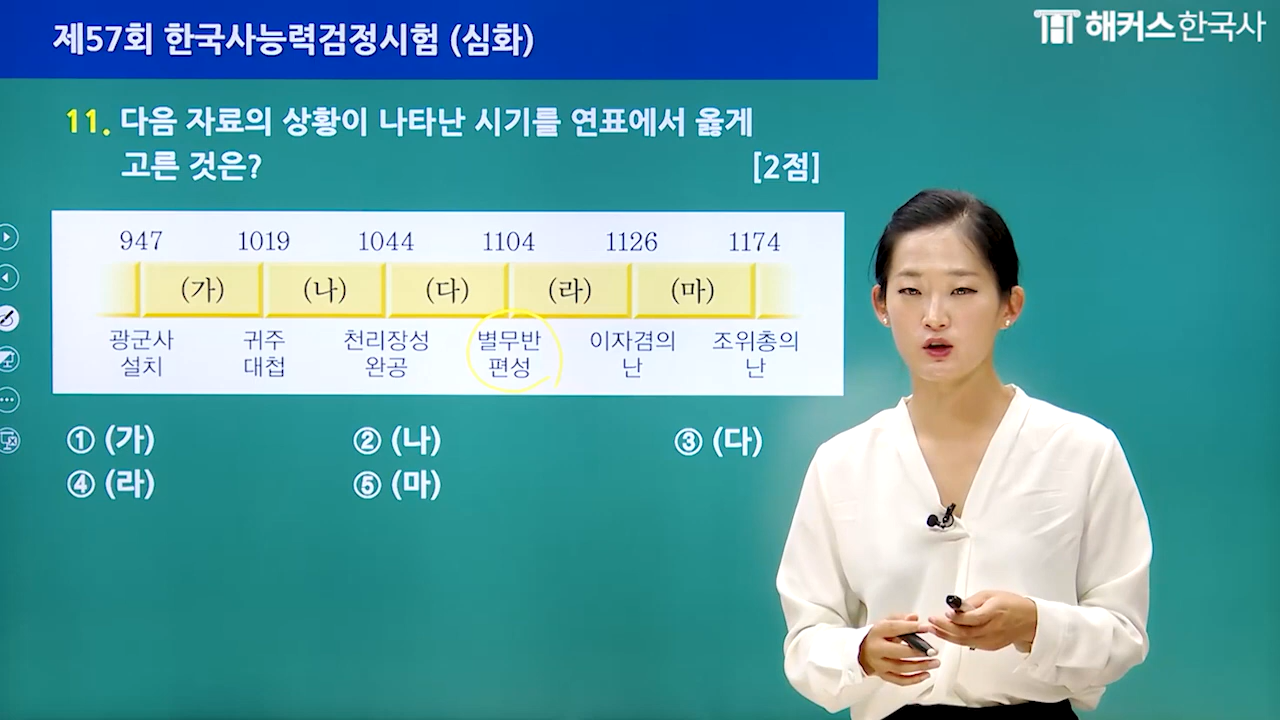 제57회 한국사능력검정시험 (심화)
해커스한국사
11. 다음 자료의 상황이 나타난 시기를 연표에서 옳게
고른 것은? [2점]
947 1019 1044 1104 1126 1174
(가) (나) (다) (라) (마)
광군사 귀주 천리장성 별무반 이자겸의 조위총의
설치 대첩 완공 편성 난 난
① (가) ② (나) ③ (다)
④ (라) ⑤ (마)